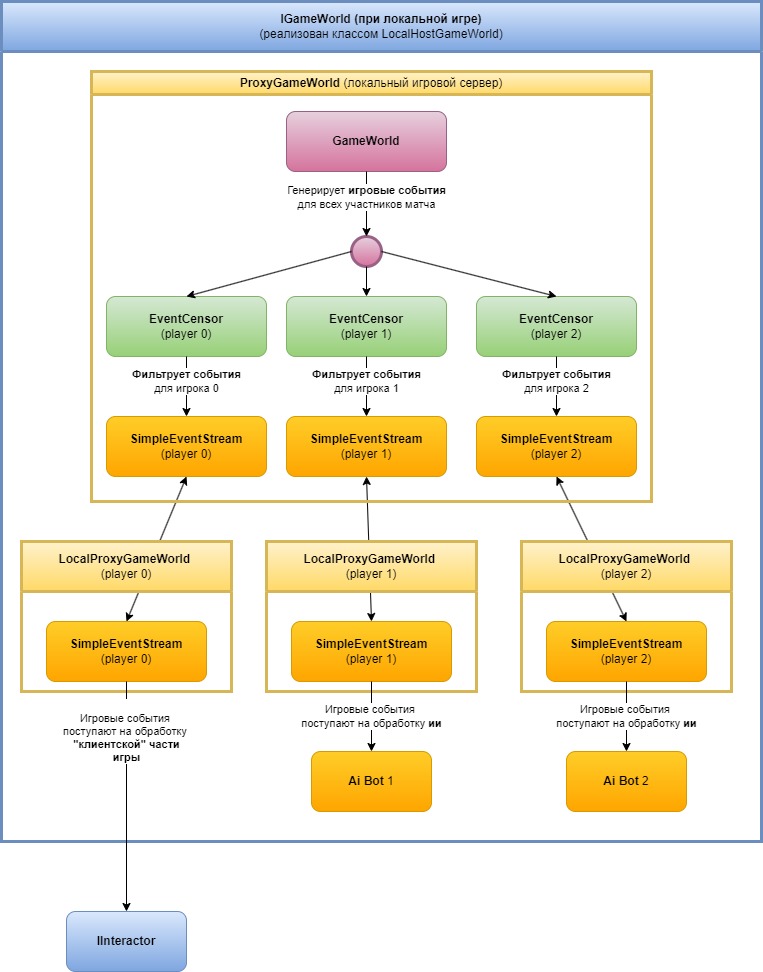 IGameWorld (при локальной игре)
(реализован классом LocalHostGameWorld)
ProxyGameWorld (локальный игровой сервер)
GameWorld
Генерирует игровые события
для всех участников матча
EventCensor
(player 0)
EventCensor
(player 1)
EventCensor
(player 2)
Фильтрует события
для игрока 0
Фильтрует события
для игрока 1
Фильтрует события
для игрока 2
SimpleEventStream
(player 0)
SimpleEventStream
(player 1)
SimpleEventStream
(player 2)
LocalProxyGameWorld
(player 0)
LocalProxyGameWorld
(player 1)
LocalProxyGameWorld
(player 2)
SimpleEventStream
(player 0)
SimpleEventStream
(player 1)
SimpleEventStream
(player 2)
Игровые события
поступают на обработку
"клиентской" части
игры
Игровые события
поступают на обработку ии
Игровые события
поступают на обработку ии
Ai Bot 1
Ai Bot 2
IInteractor